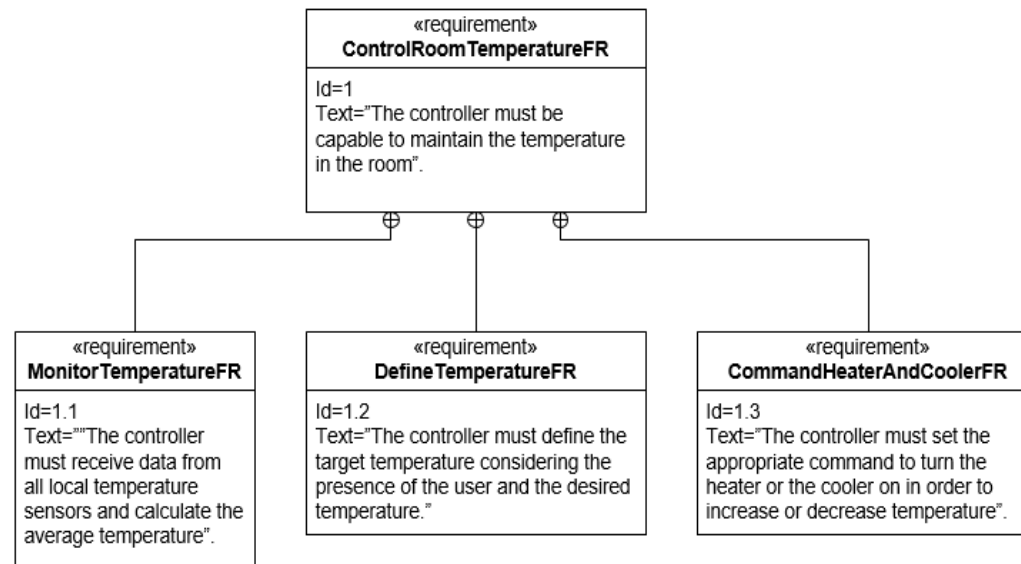 «requirement»
ControlRoomTemperatureFR
Id=1
Text="The controller must be
capable to maintain the temperature
in the room”.
«requirement»
MonitorTemperatureFR
Id=1.1
Text=""The controller
must receive data from
all local temperature
sensors and calculate the
average temperature”.
«requirement»
DefineTemperatureFR
Id=1.2
Text="The controller must define the
target temperature considering the
presence of the user and the desired
temperature.”
«requirement»
CommandHeaterAndCoolerFR
Id=1.3
Text="The controller must set the
appropriate command to turn the
heater or the cooler on in order to
increase or decrease temperature”.